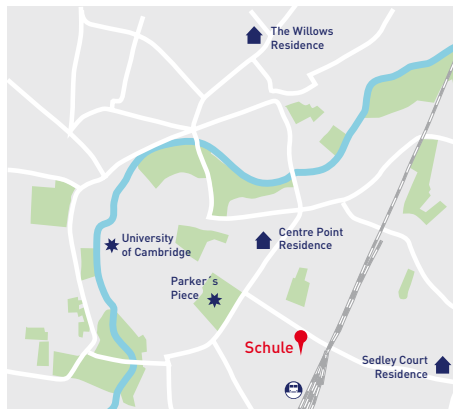 The Willows
Residence
University
of Cambridge
Centre Point
Residence
Parker´s
Piece
Schule
Sedley Court
Residence